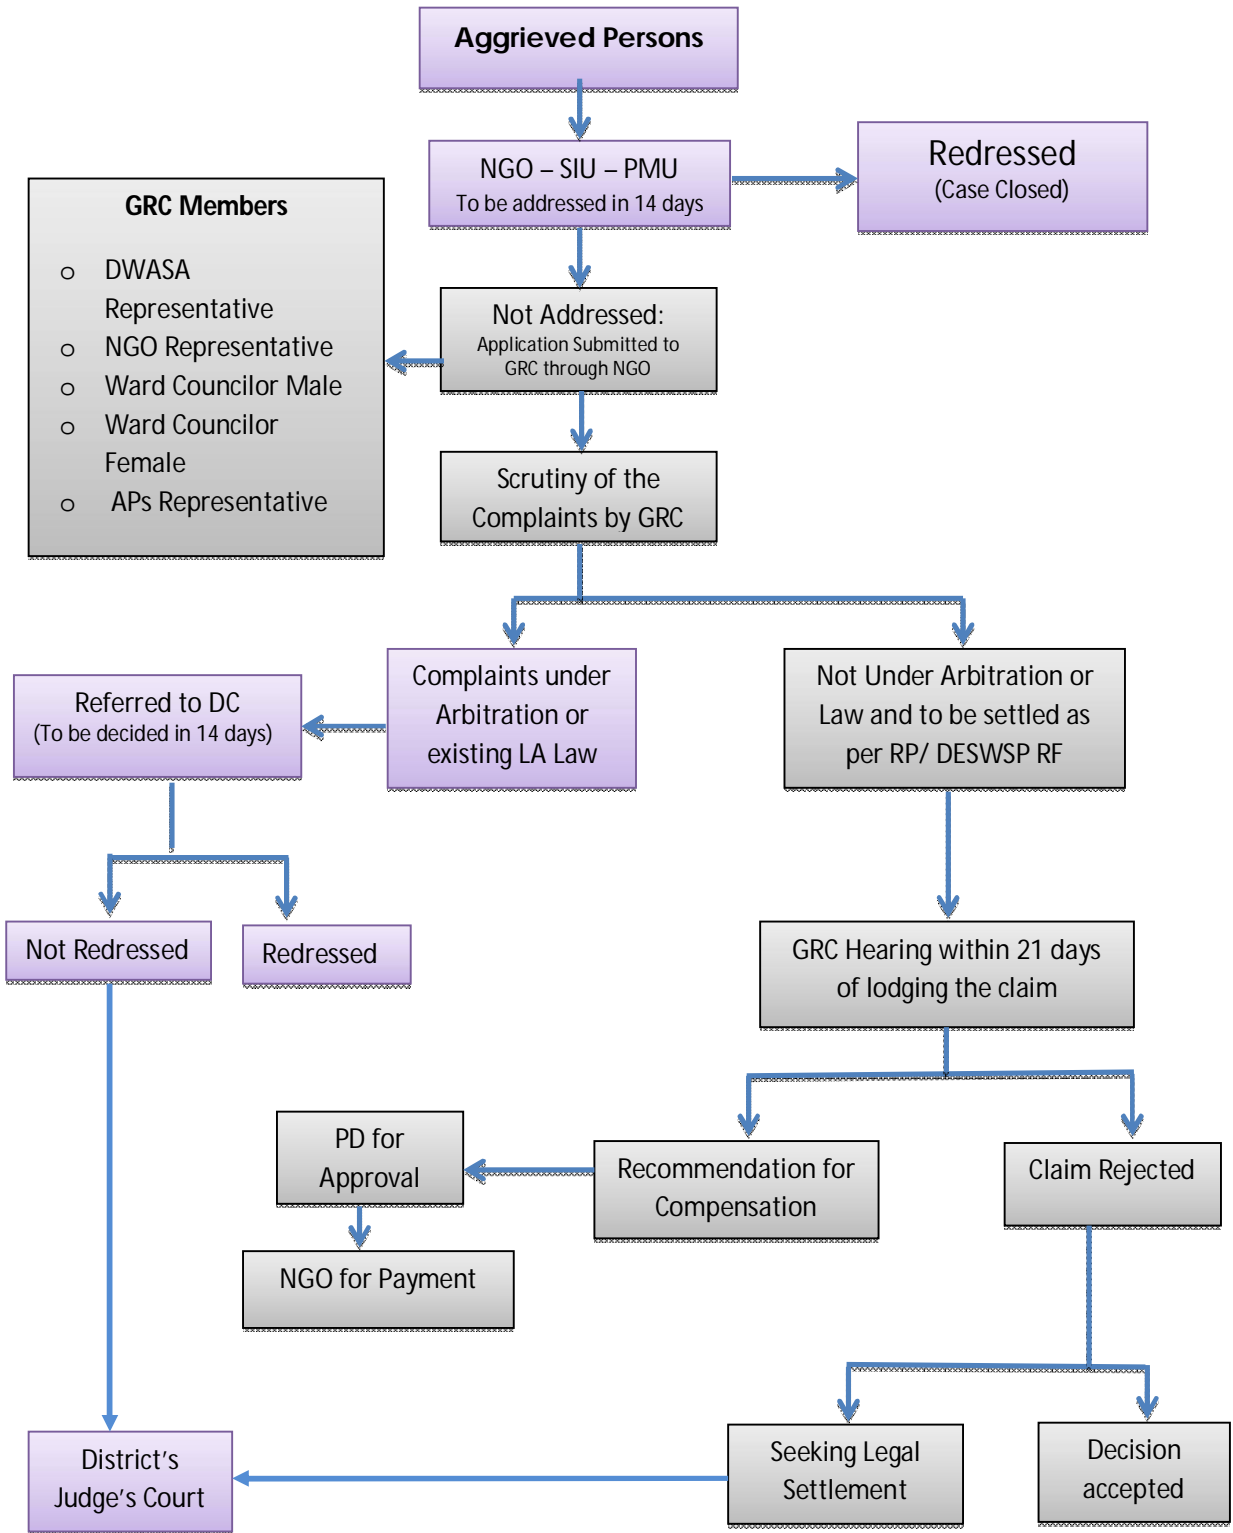 Aggrieved Persons
NGO – SIU – PMU
To be addressed in 14 days
Redressed
(Case Closed)
GRC Members
o DWASA
Representative
o NGO Representative
o Ward Councilor Male
o Ward Councilor
Female
o APs Representative
Not Addressed:
Application Submitted to
GRC through NGO
Scrutiny of the
Complaints by GRC
Referred to DC
(To be decided in 14 days)
Complaints under
Arbitration or
existing LA Law
Not Under Arbitration or
Law and to be settled as
per RP/ DESWSP RF
Not Redressed
Redressed
GRC Hearing within 21 days
of lodging the claim
PD for
Approval
Recommendation for
Compensation
Claim Rejected
NGO for Payment
District's
Judge's Court
Seeking Legal
Settlement
Decision
accepted